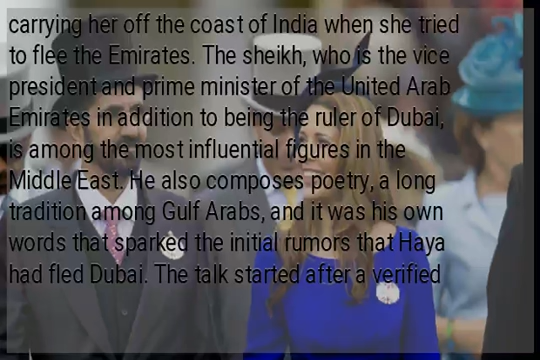 carrying her off the coast of India when she tried
to flee the Emirates. The sheikh, who is the vice
president and prime minister of the United Arab
Emirates in addition to being the ruler of Dubai,
is among the most influential figures in the
Middle East. He also composes poetry, a long
tradition among Gulf Arabs, and it was his own
words that sparked the initial rumors that Haya
had fled Dubai. The talk started after a verified